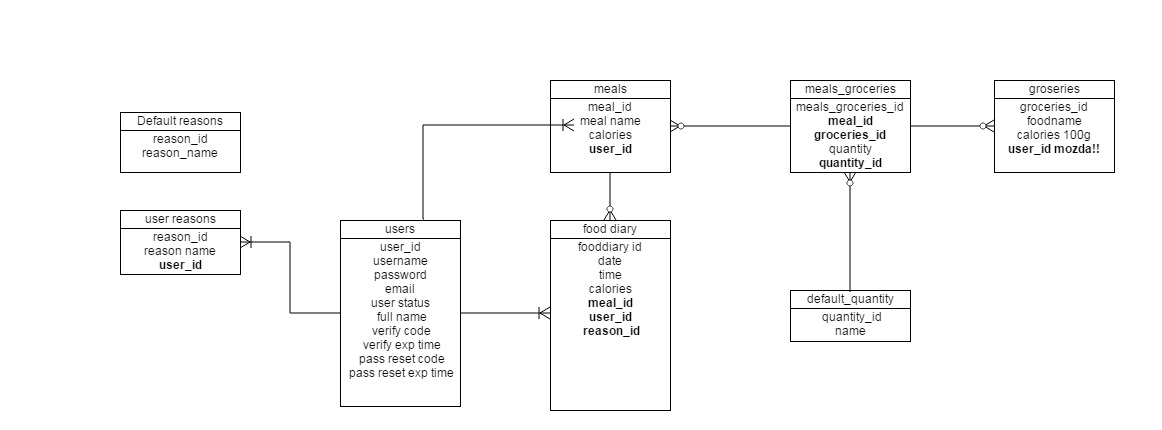 Default reasons
reason_id
reason_name
user reasons
reason_id
reason name
user_id
users
user_id
username
password
email
user status
full name
verify code
verify exp time
pass reset code
pass reset exp time
meals
meal_id
meal name
calories
user_id
food diary
fooddiary id
date
time
calories
meal_id
user_id
reason_id
meals_groceries
meals_groceries_id
meal_id
groceries_id
quantity
quantity_id
default_quantity
quantity_id
name
groseries
groceries_id
foodname
calories 100g
user_id mozda!!